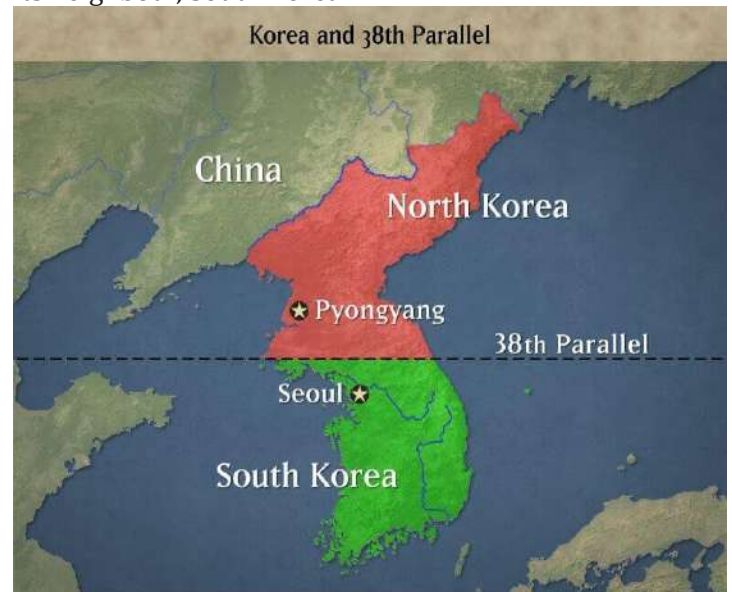 Korea and 38th Parallel
China
North Korea
Pyongyang
38th Parallel
Seoul
South Korea